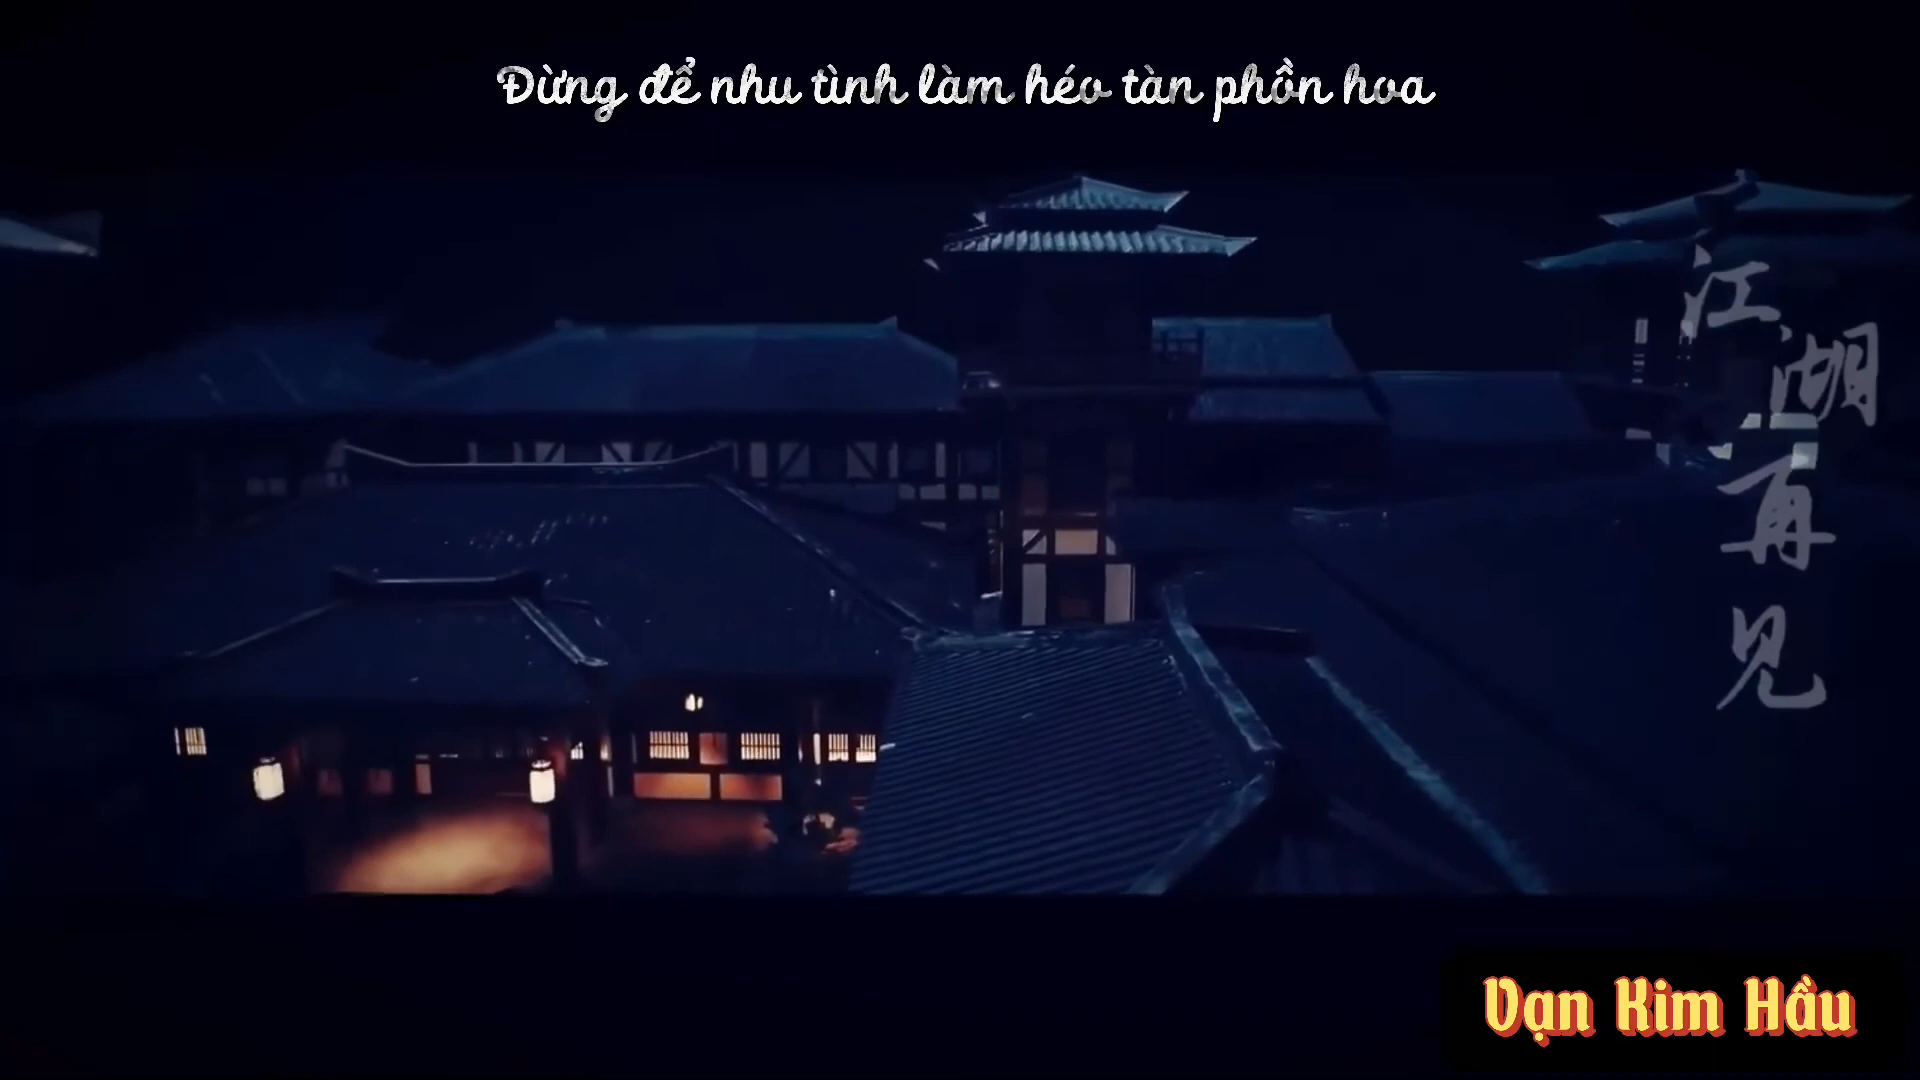 Đừng để nhu tình làm héo tàn phồn hoa
江湖再见
Vạn Kim Hầu